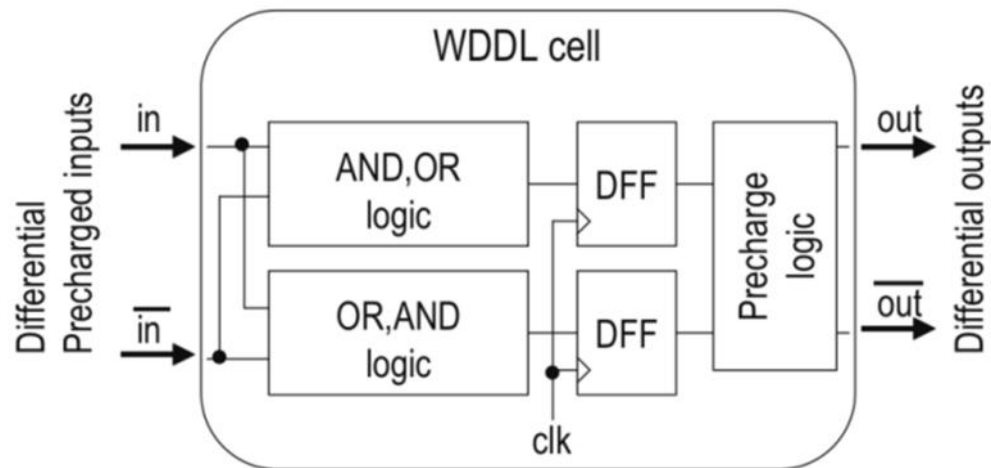 WDDL cell
Differential
Precharged inputs
in
in
AND,OR
logic
OR,AND
logic
DFF
DFF
clk
Precharge
logic
out
out
Differential outputs